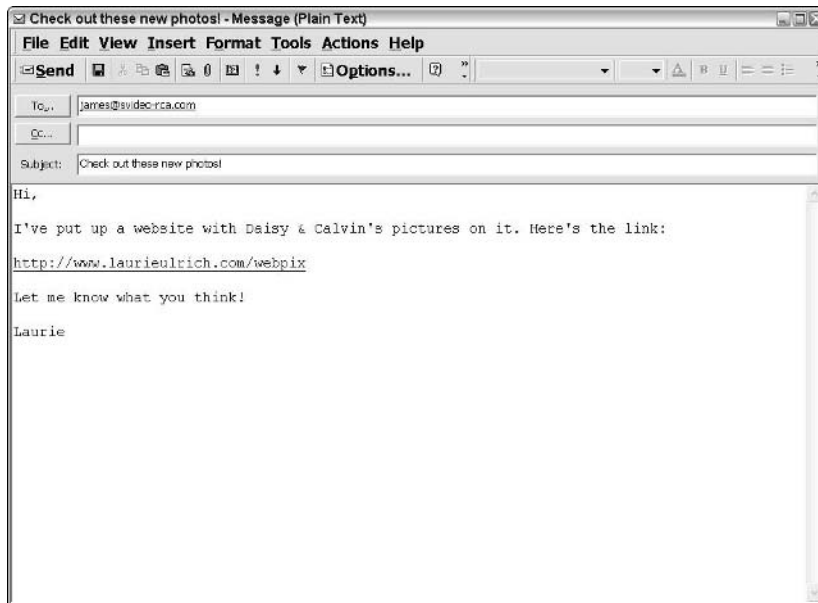 Check out these new photos! - Message (Plain Text)
File Edit View Insert Format Tools Actions Help
Send ! Options... »
To... james@svideo-rca.com
Cc...
Subject: Check out these new photos!
Hi,
I've put up a website with Daisy & Calvin's pictures on it. Here's the link:
http://www.laurieulrich.com/webpix
Let me know what you think!
Laurie